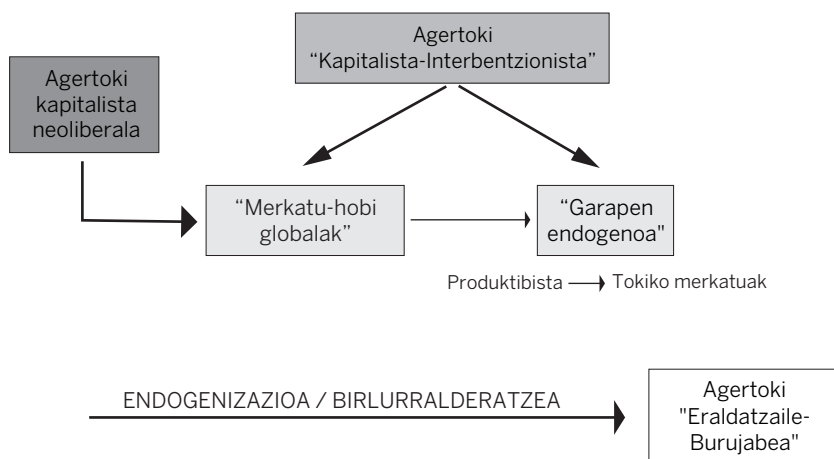 Agertoki
“Kapitalista-Interbentzionista”
Agertoki
kapitalista
neoliberala
“Merkatu-hobi
globalak”
“Garapen
endogenoa"
Produktibista
Tokiko merkatuak
ENDOGENIZAZIOA / BIRLURRALDERATZEA
Agertoki
"Eraldatzaile-
Burujabea"